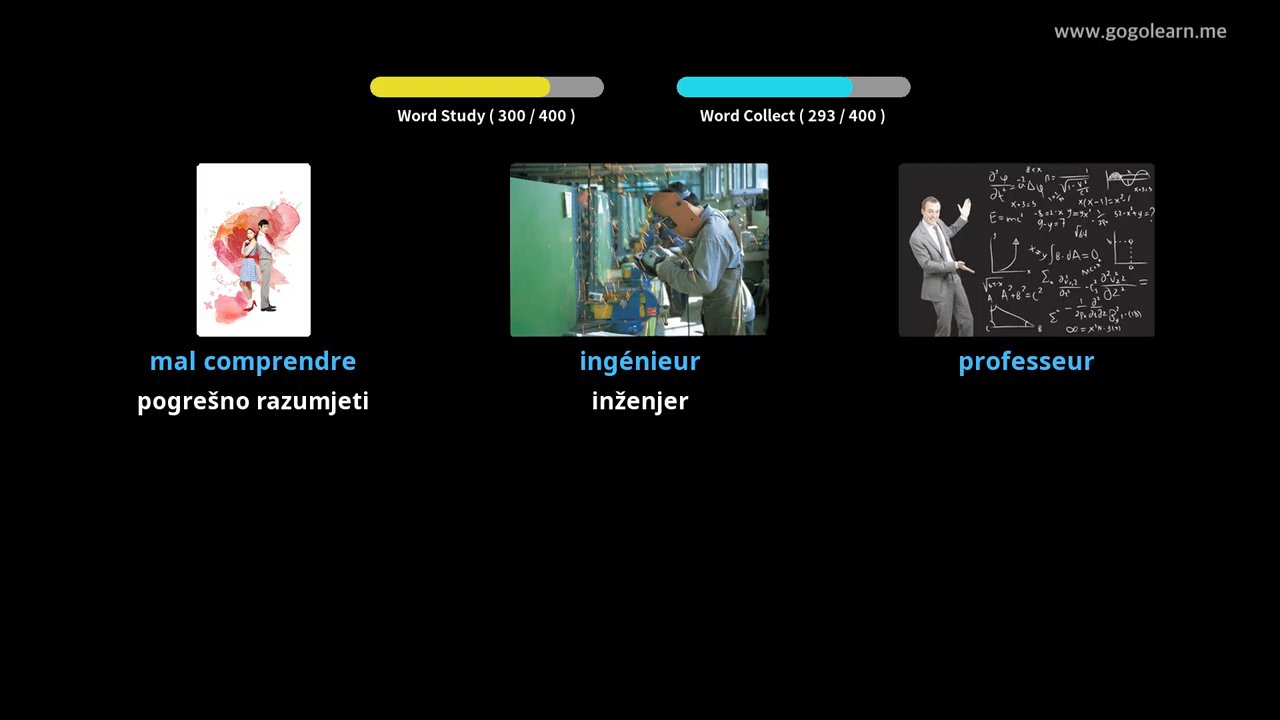 www.gogolearn.me
Word Study ( 300 / 400 )
Word Collect ( 293 / 400 )
mal comprendre
ingénieur
professeur
pogrešno razumjeti
inženjer